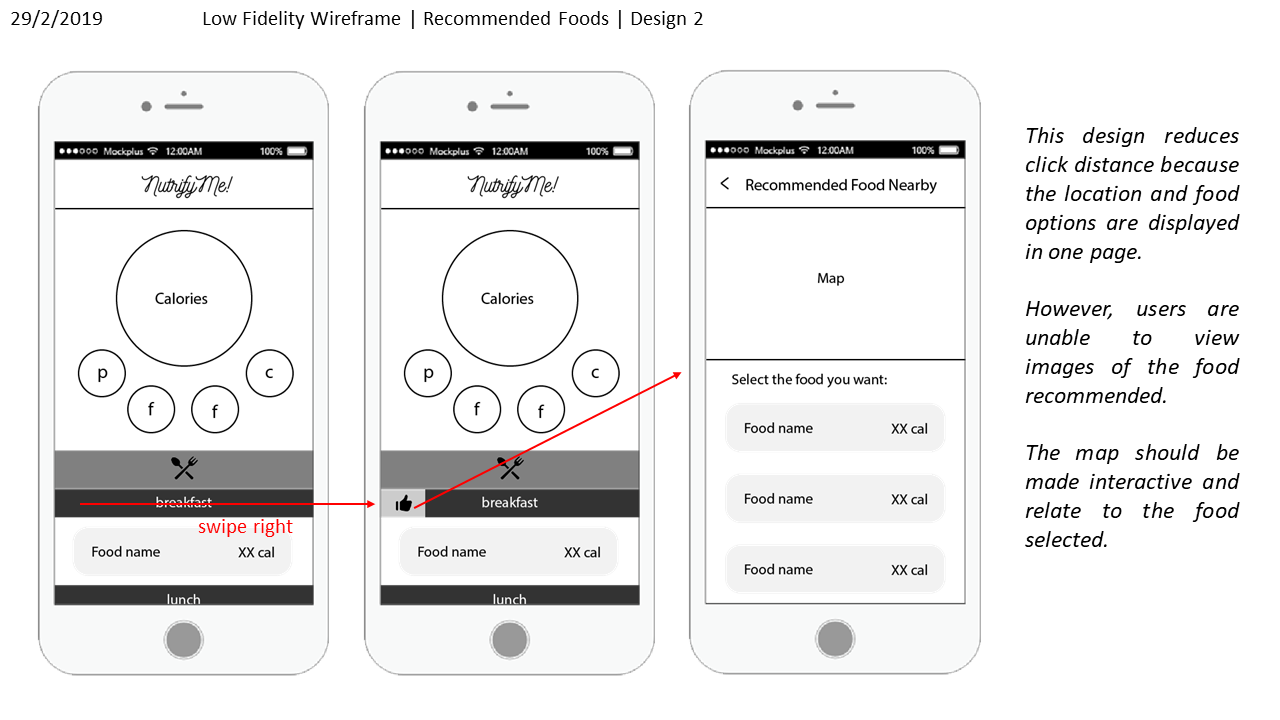 29/2/2019
Low Fidelity Wireframe | Recommended Foods | Design 2
Mockplus 12:00AM 100%
NutrifyMe!
Calories
p
c
f
f
breakfast
swipe right
Food name XX cal
lunch
Mockplus 12:00AM 100%
NutrifyMe!
Calories
p
c
f
f
breakfast
Food name XX cal
lunch
Mockplus 12:00AM 100%
< Recommended Food Nearby
Map
Select the food you want:
Food name XX cal
Food name XX cal
Food name XX cal
This design reduces
click distance because
the location and food
options are displayed
in one page.
However, users are
unable to view
images of the food
recommended.
The map should be
made interactive and
relate to the food
selected.